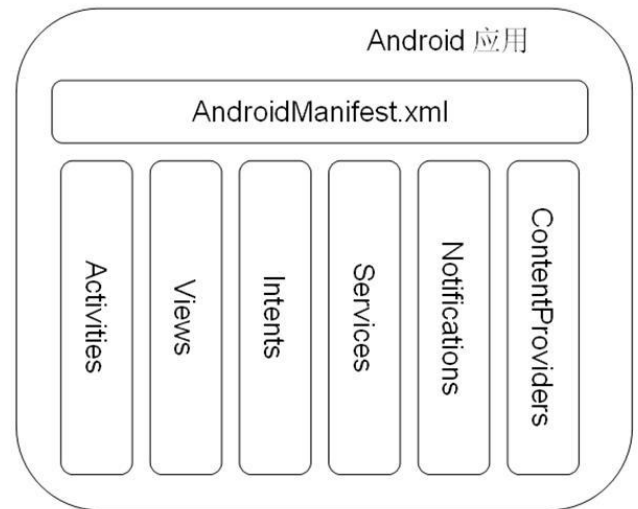 Android 应用
AndroidManifest.xml
Activities
Views
Intents
Services
Notifications
ContentProviders